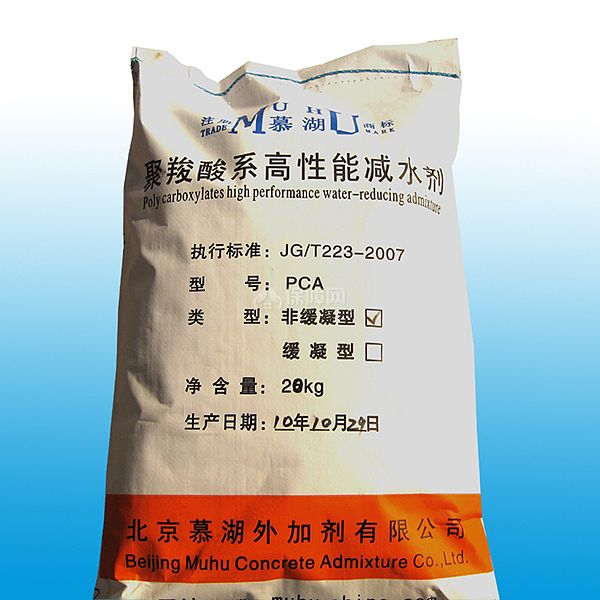 MUHU
注册 慕湖 商标
TRADE MARK
聚羧酸系高性能减水剂
Poly carboxylates high performance water-reducing admixture
执行标准：JG/T223-2007
型 号：PCA
类 型：非缓凝型☑
缓凝型☐
净含量：20kg
生产日期：10年10月29日
北京慕湖外加剂有限公司
Beijing Muhu Concrete Admixture Co.,Ltd.